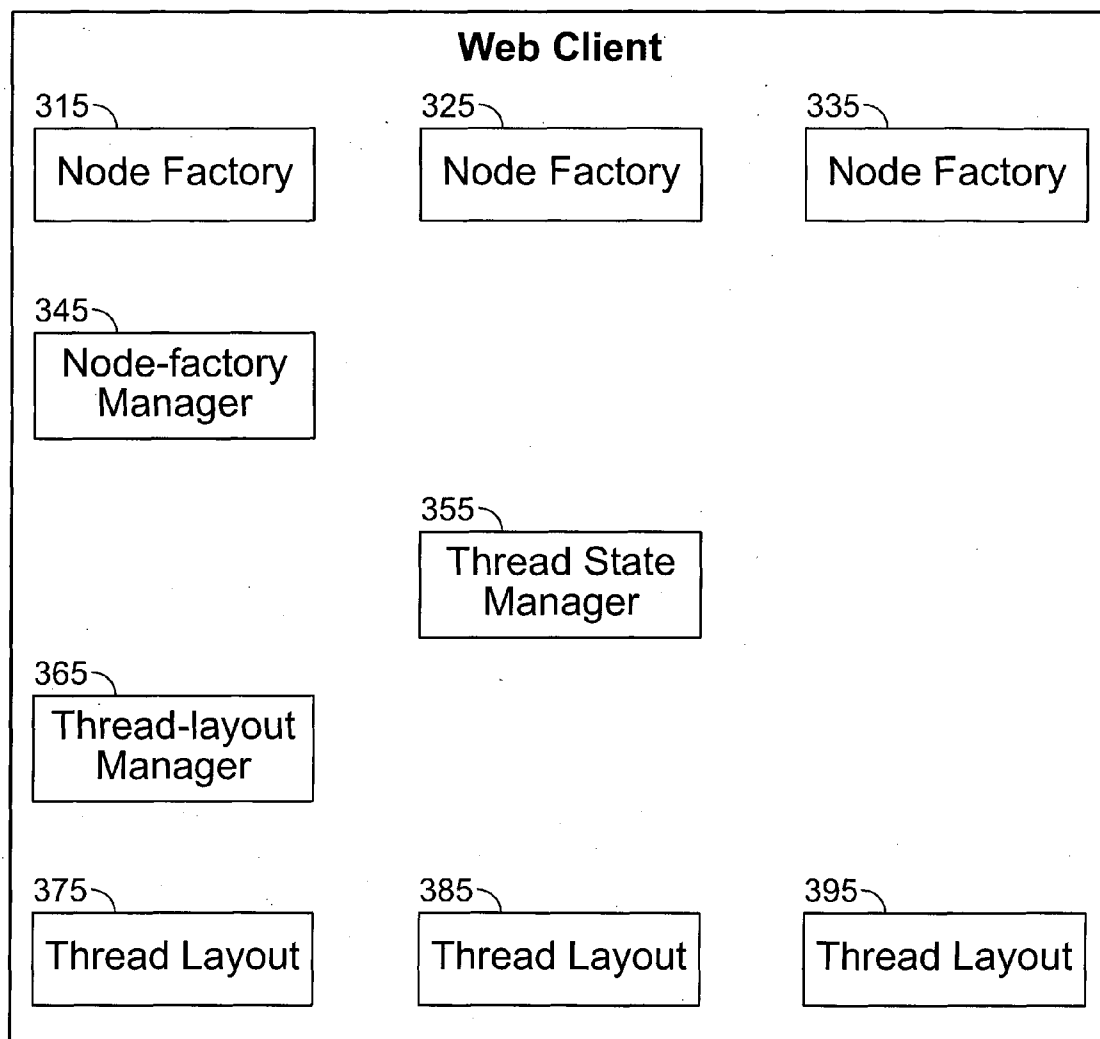 Web Client
315
325
335
Node Factory
Node Factory
Node Factory
345
Node-factory
Manager
355
Thread State
Manager
365
Thread-layout
Manager
375
385
395
Thread Layout
Thread Layout
Thread Layout